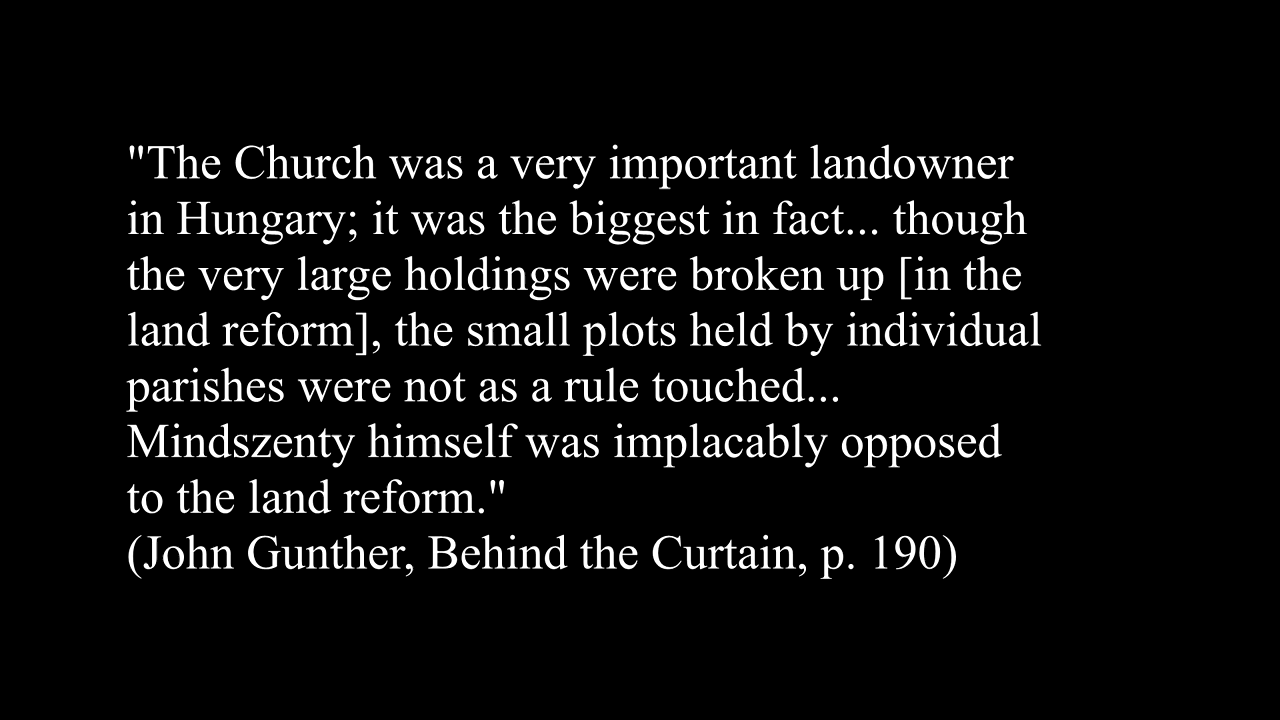 "The Church was a very important landowner
in Hungary; it was the biggest in fact... though
the very large holdings were broken up [in the
land reform], the small plots held by individual
parishes were not as a rule touched...
Mindszenty himself was implacably opposed
to the land reform."
(John Gunther, Behind the Curtain, p. 190)